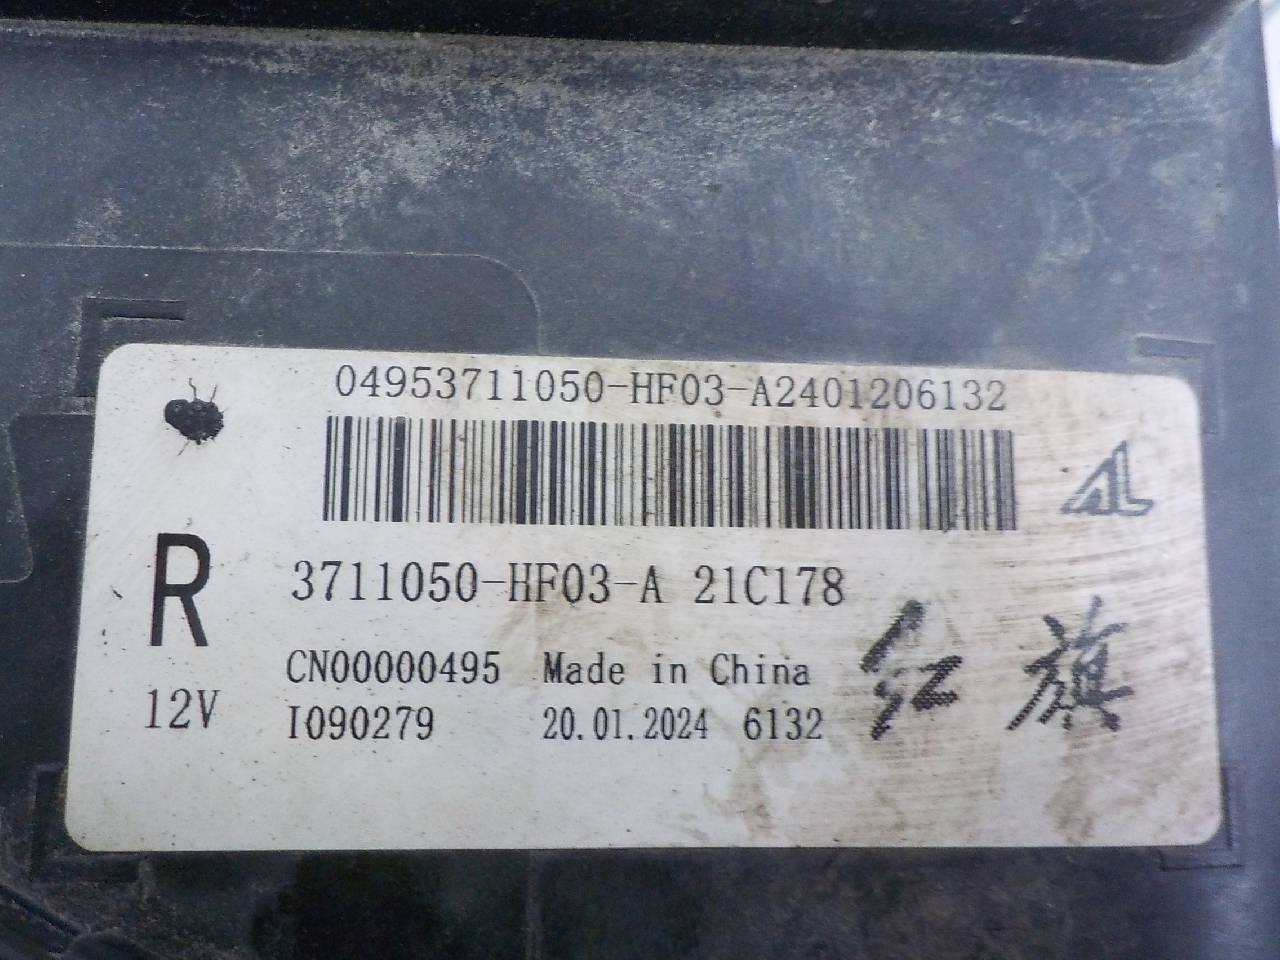 04953711050-HF03-A2401206132
R
3711050-HF03-A 21C178
CN00000495 Made in China
红旗
12V
I090279 20.01.2024 6132